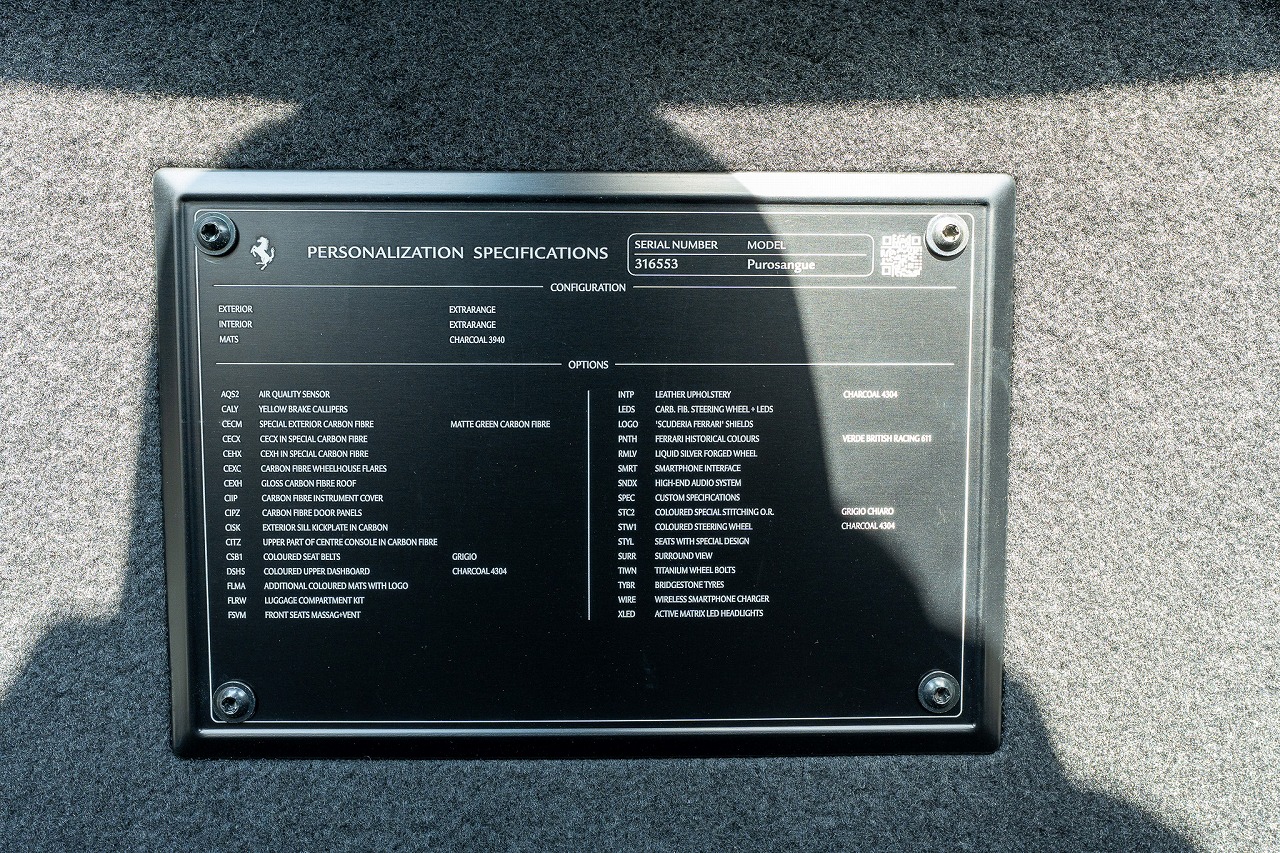 PERSONALIZATION SPECIFICATIONS
SERIAL NUMBER MODEL
316553 Purosangue
CONFIGURATION
EXTERIOR EXTRARANGE
INTERIOR EXTRARANGE
MATS CHARCOAL 3940
OPTIONS
AQS2 AIR QUALITY SENSOR
CALY YELLOW BRAKE CALLIPERS
CECM SPECIAL EXTERIOR CARBON FIBRE MATTE GREEN CARBON FIBRE
CECX CECX IN SPECIAL CARBON FIBRE
CEHX CEXH IN SPECIAL CARBON FIBRE
CEXC CARBON FIBRE WHEELHOUSE FLARES
CEXH GLOSS CARBON FIBRE ROOF
CIIP CARBON FIBRE INSTRUMENT COVER
CIPZ CARBON FIBRE DOOR PANELS
CISK EXTERIOR SILL KICKPLATE IN CARBON
CITZ UPPER PART OF CENTRE CONSOLE IN CARBON FIBRE
CSB1 COLOURED SEAT BELTS GRIGIO
DSH5 COLOURED UPPER DASHBOARD CHARCOAL 4304
FLMA ADDITIONAL COLOURED MATS WITH LOGO
FLRW LUGGAGE COMPARTMENT KIT
FSVM FRONT SEATS MASSAG+VENT
INTP LEATHER UPHOLSTERY CHARCOAL 4304
LEDS CARB. FIB. STEERING WHEEL + LEDS
LOGO 'SCUDERIA FERRARI' SHIELDS
PNTH FERRARI HISTORICAL COLOURS VERDE BRITISH RACING 611
RMLV LIQUID SILVER FORGED WHEEL
SMRT SMARTPHONE INTERFACE
SNDX HIGH-END AUDIO SYSTEM
SPEC CUSTOM SPECIFICATIONS
STC2 COLOURED SPECIAL STITCHING O.R. GRIGIO CHIARO
STW1 COLOURED STEERING WHEEL CHARCOAL 4304
STYL SEATS WITH SPECIAL DESIGN
SURR SURROUND VIEW
TIWN TITANIUM WHEEL BOLTS
TYBR BRIDGESTONE TYRES
WIRE WIRELESS SMARTPHONE CHARGER
XLED ACTIVE MATRIX LED HEADLIGHTS